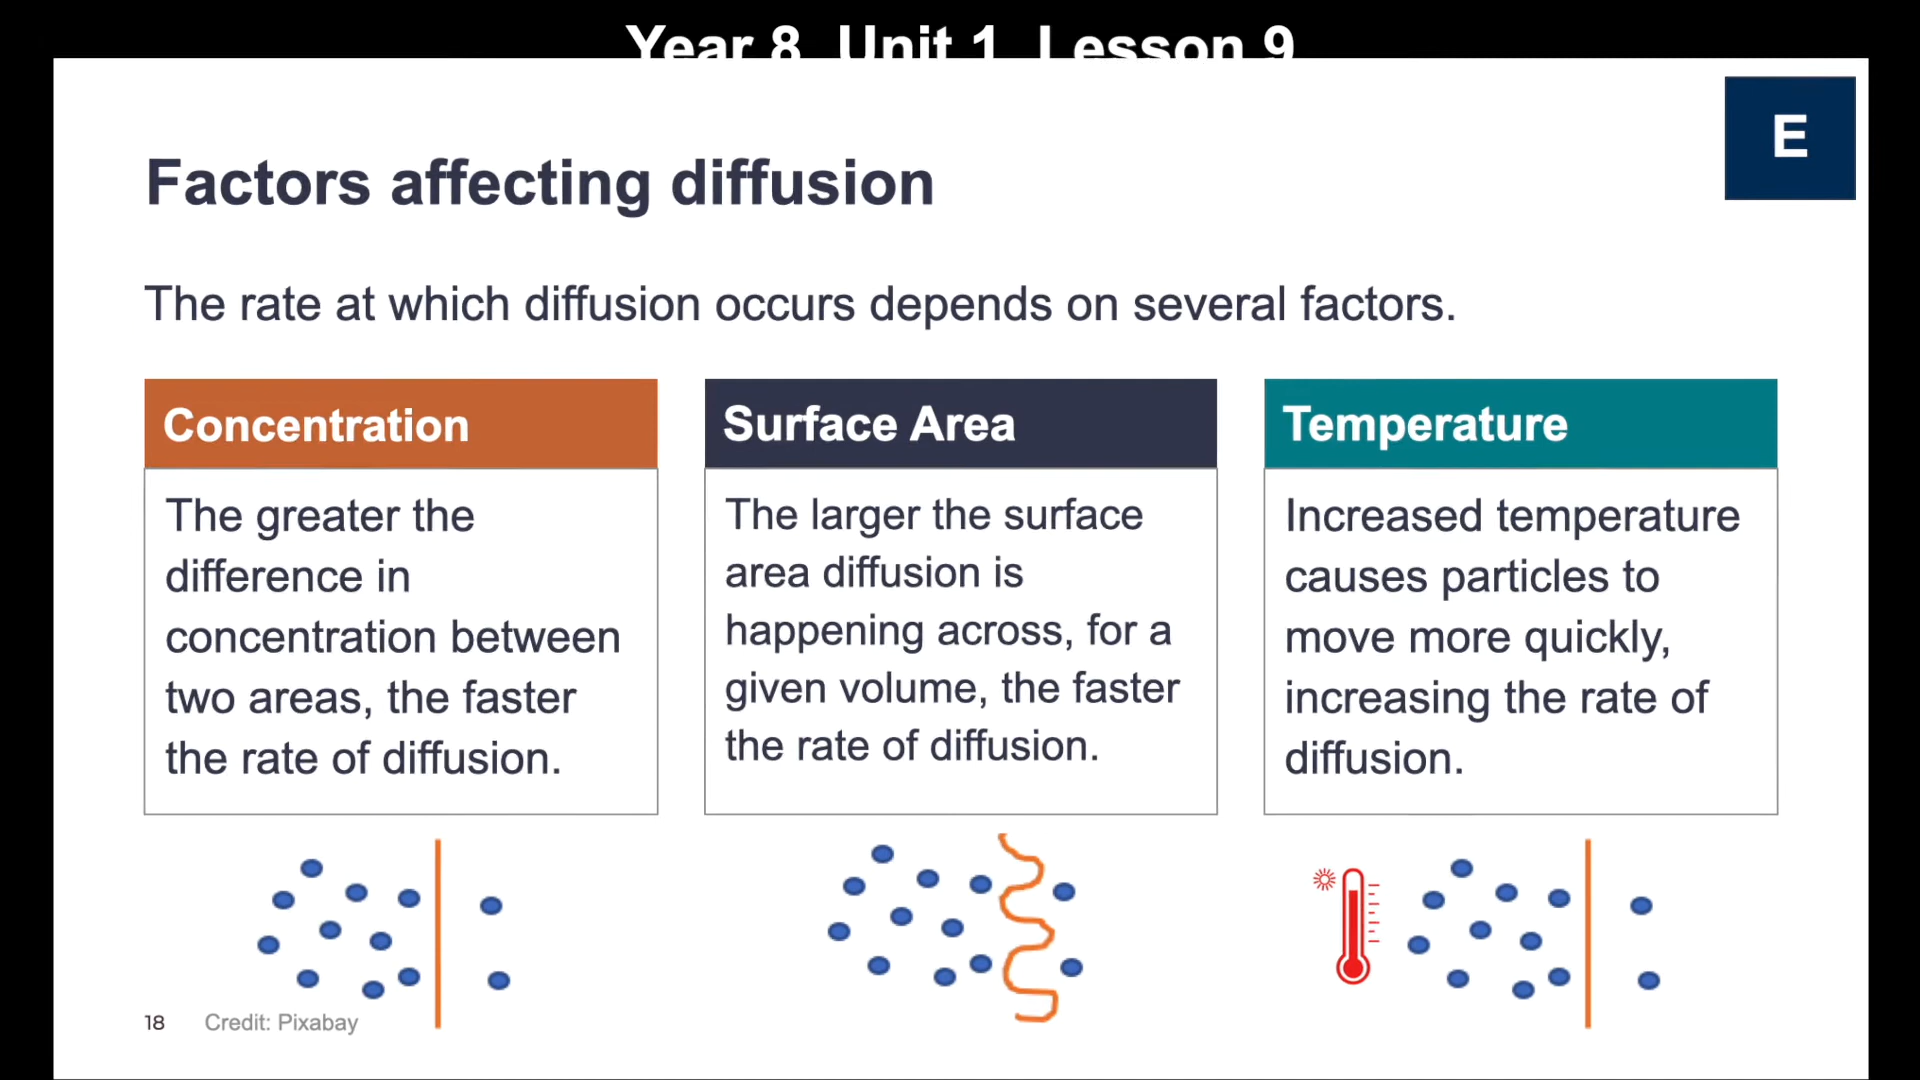 Year 8 Unit 1 Lesson 9
E
Factors affecting diffusion
The rate at which diffusion occurs depends on several factors.
Concentration
The greater the
difference in
concentration between
two areas, the faster
the rate of diffusion.
Surface Area
The larger the surface
area diffusion is
happening across, for a
given volume, the faster
the rate of diffusion.
Temperature
Increased temperature
causes particles to
move more quickly,
increasing the rate of
diffusion.
18
Credit: Pixabay